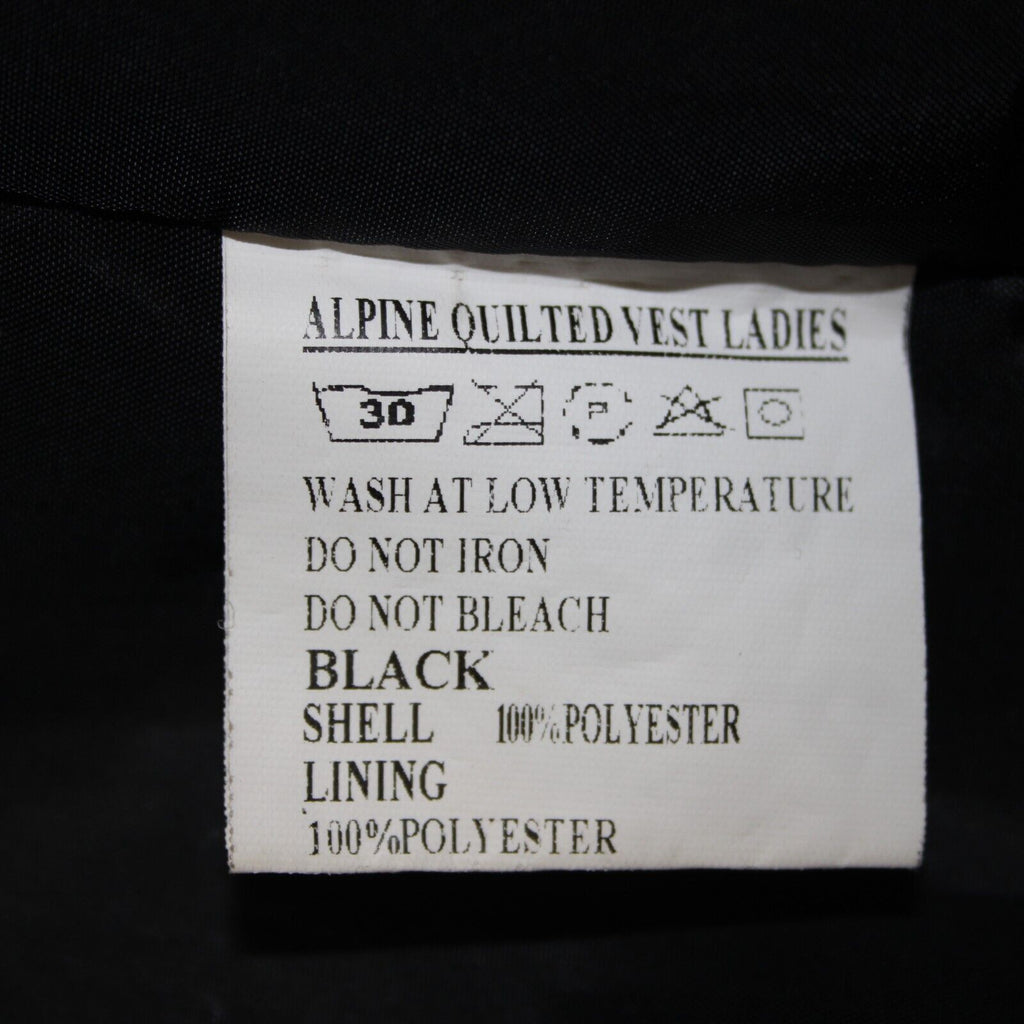 ALPINE QUILTED VEST LADIES
30 P
WASH AT LOW TEMPERATURE
DO NOT IRON
DO NOT BLEACH
BLACK
SHELL 100%POLYESTER
LINING
100%POLYESTER